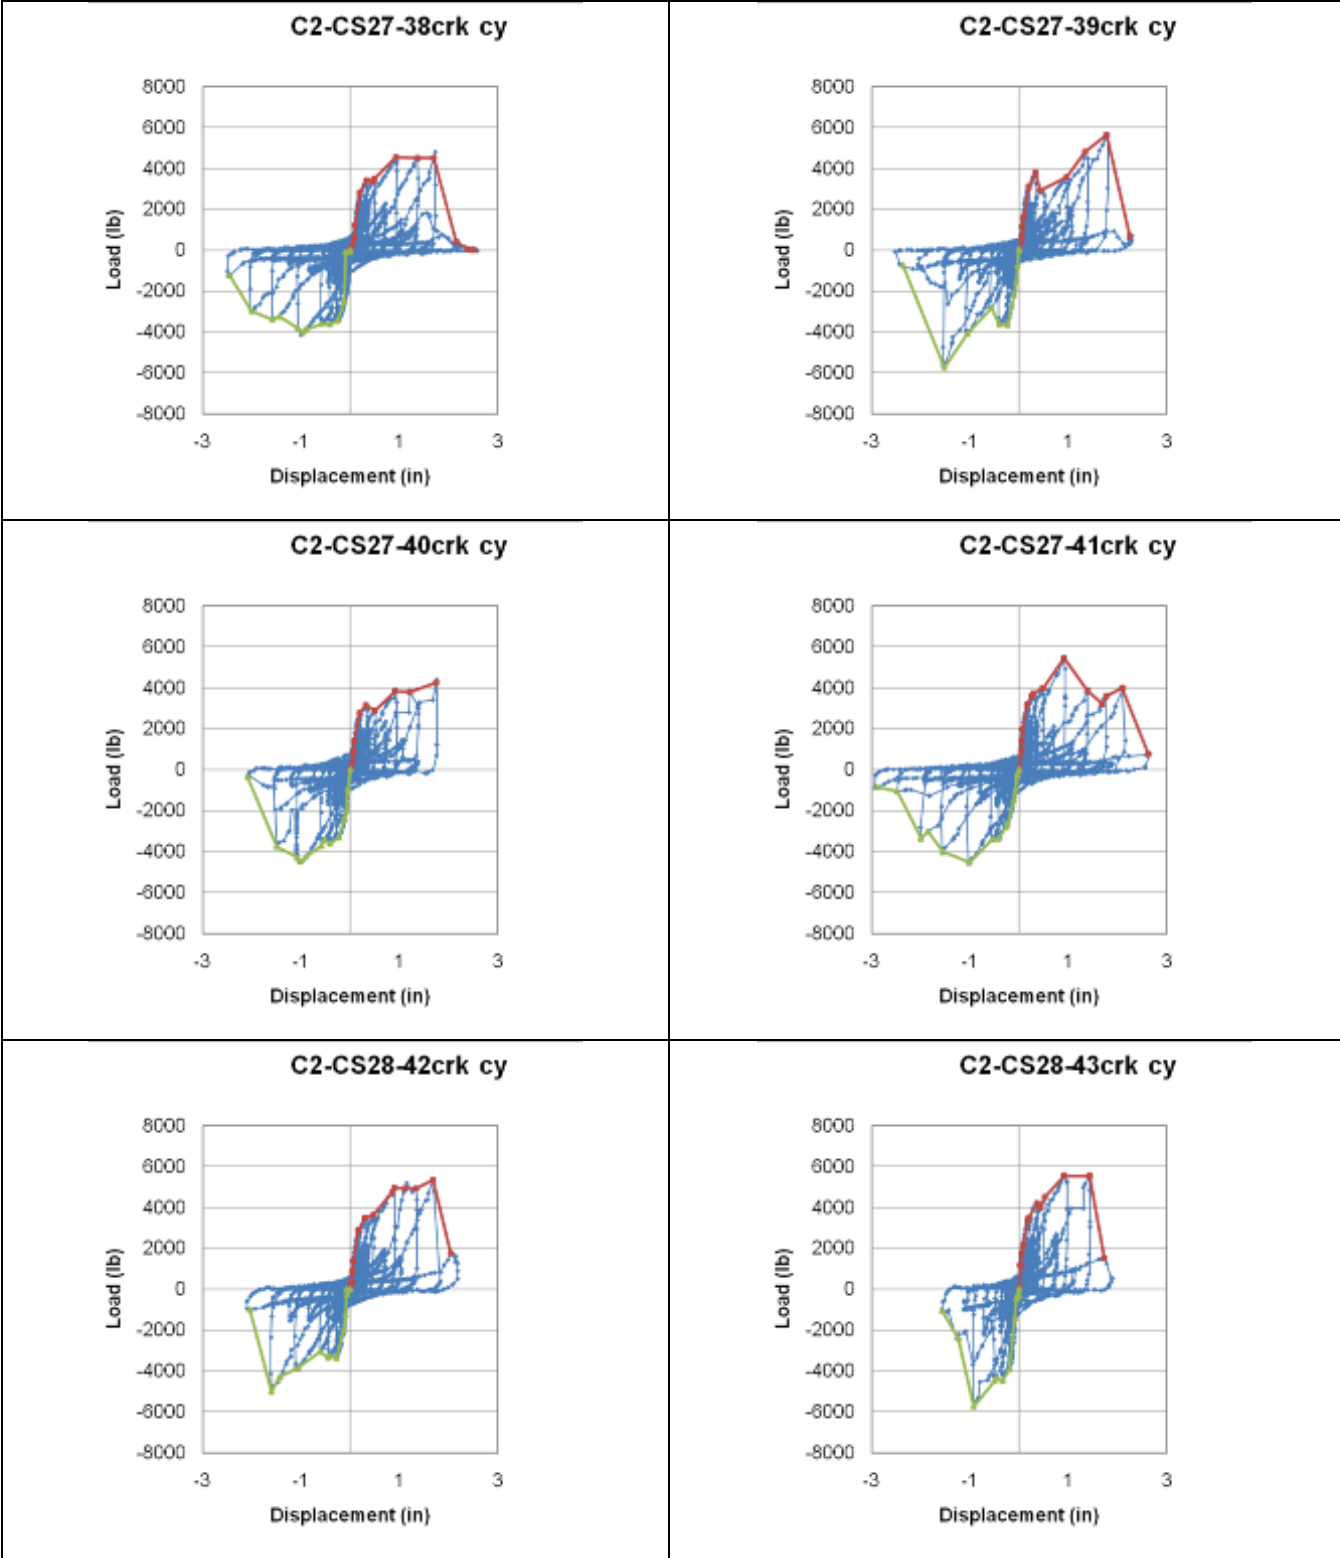 C2-CS27-38crk cy
8000
6000
4000
2000
0
-2000
-4000
-6000
-8000
Load (lb)
-3 -1 1 3
Displacement (in)
C2-CS27-39crk cy
8000
6000
4000
2000
0
-2000
-4000
-6000
-8000
Load (lb)
-3 -1 1 3
Displacement (in)
C2-CS27-40crk cy
8000
6000
4000
2000
0
-2000
-4000
-6000
-8000
Load (lb)
-3 -1 1 3
Displacement (in)
C2-CS27-41crk cy
8000
6000
4000
2000
0
-2000
-4000
-6000
-8000
Load (lb)
-3 -1 1 3
Displacement (in)
C2-CS28-42crk cy
8000
6000
4000
2000
0
-2000
-4000
-6000
-8000
Load (lb)
-3 -1 1 3
Displacement (in)
C2-CS28-43crk cy
8000
6000
4000
2000
0
-2000
-4000
-6000
-8000
Load (lb)
-3 -1 1 3
Displacement (in)